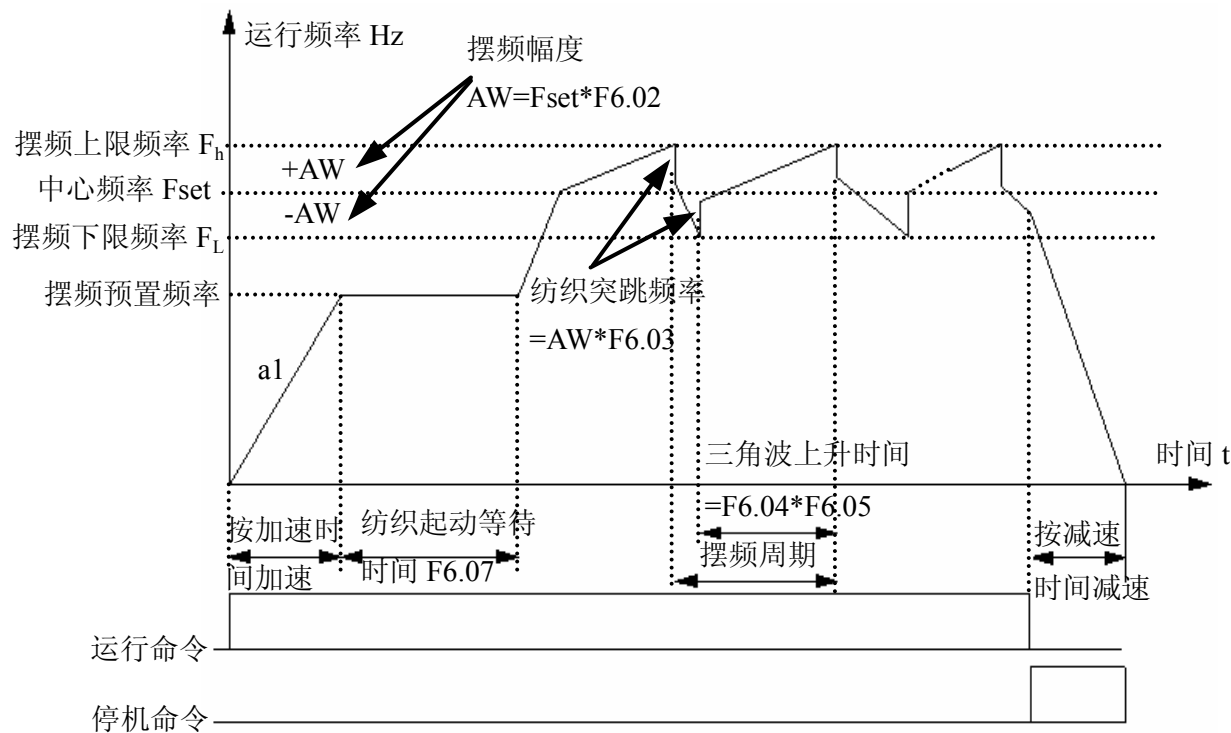 运行频率 Hz
摆频幅度
AW=Fset*F6.02
摆频上限频率 Fh
+AW
中心频率 Fset
-AW
摆频下限频率 FL
摆频预置频率
纺织突跳频率
=AW*F6.03
a1
三角波上升时间
=F6.04*F6.05
时间 t
按加速时
间加速
纺织起动等待
时间 F6.07
摆频周期
按减速
时间减速
运行命令
停机命令